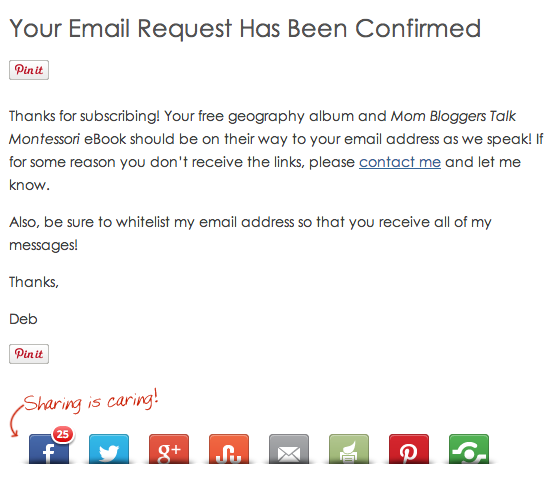 Your Email Request Has Been Confirmed
Pin it
Thanks for subscribing! Your free geography album and Mom Bloggers Talk
Montessori eBook should be on their way to your email address as we speak! If
for some reason you don't receive the links, please contact me and let me
know.
Also, be sure to whitelist my email address so that you receive all of my
messages!
Thanks,
Deb
Pin it
Sharing is caring!
25
f
g+